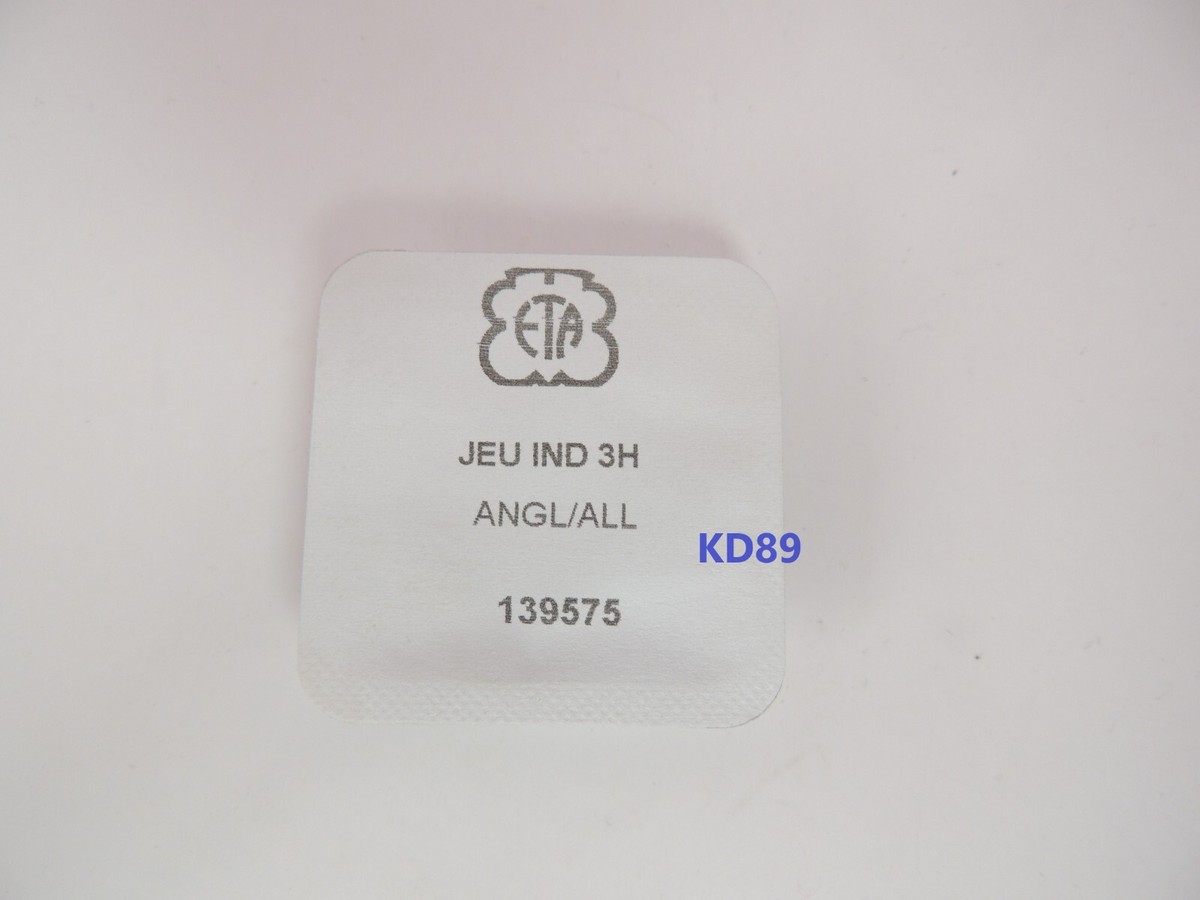 ETA
JEU IND 3H
ANGL/ALL
KD89
139575